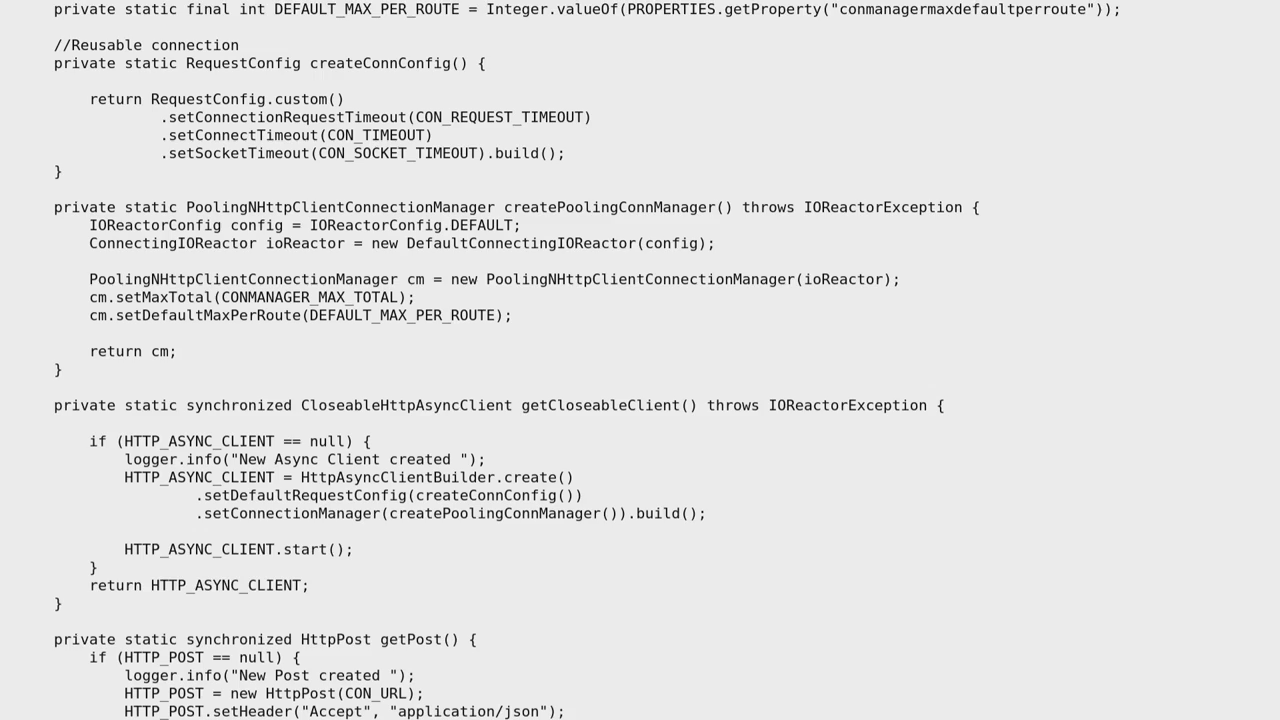 private static final int DEFAULT_MAX_PER_ROUTE = Integer.valueOf(PROPERTIES.getProperty("conmanagermaxdefaultperroute"));
//Reusable connection
private static RequestConfig createConnConfig() {
return RequestConfig.custom()
.setConnectionRequestTimeout(CON_REQUEST_TIMEOUT)
.setConnectTimeout(CON_TIMEOUT)
.setSocketTimeout(CON_SOCKET_TIMEOUT).build();
}
private static PoolingNHttpClientConnectionManager createPoolingConnManager() throws IOReactorException {
IOReactorConfig config = IOReactorConfig.DEFAULT;
ConnectingIOReactor ioReactor = new DefaultConnectingIOReactor(config);
PoolingNHttpClientConnectionManager cm = new PoolingNHttpClientConnectionManager(ioReactor);
cm.setMaxTotal(CONMANAGER_MAX_TOTAL);
cm.setDefaultMaxPerRoute(DEFAULT_MAX_PER_ROUTE);
return cm;
}
private static synchronized CloseableHttpAsyncClient getCloseableClient() throws IOReactorException {
if (HTTP_ASYNC_CLIENT == null) {
logger.info("New Async Client created ");
HTTP_ASYNC_CLIENT = HttpAsyncClientBuilder.create()
.setDefaultRequestConfig(createConnConfig())
.setConnectionManager(createPoolingConnManager()).build();
HTTP_ASYNC_CLIENT.start();
}
return HTTP_ASYNC_CLIENT;
}
private static synchronized HttpPost getPost() {
if (HTTP_POST == null) {
logger.info("New Post created ");
HTTP_POST = new HttpPost(CON_URL);
HTTP_POST.setHeader("Accept", "application/json");